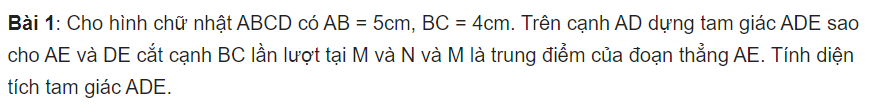 Bài 1: Cho hình chữ nhật ABCD có AB = 5cm, BC = 4cm. Trên cạnh AD dựng tam giác ADE sao
cho AE và DE cắt cạnh BC lần lượt tại M và N và M là trung điểm của đoạn thẳng AE. Tính diện
tích tam giác ADE.